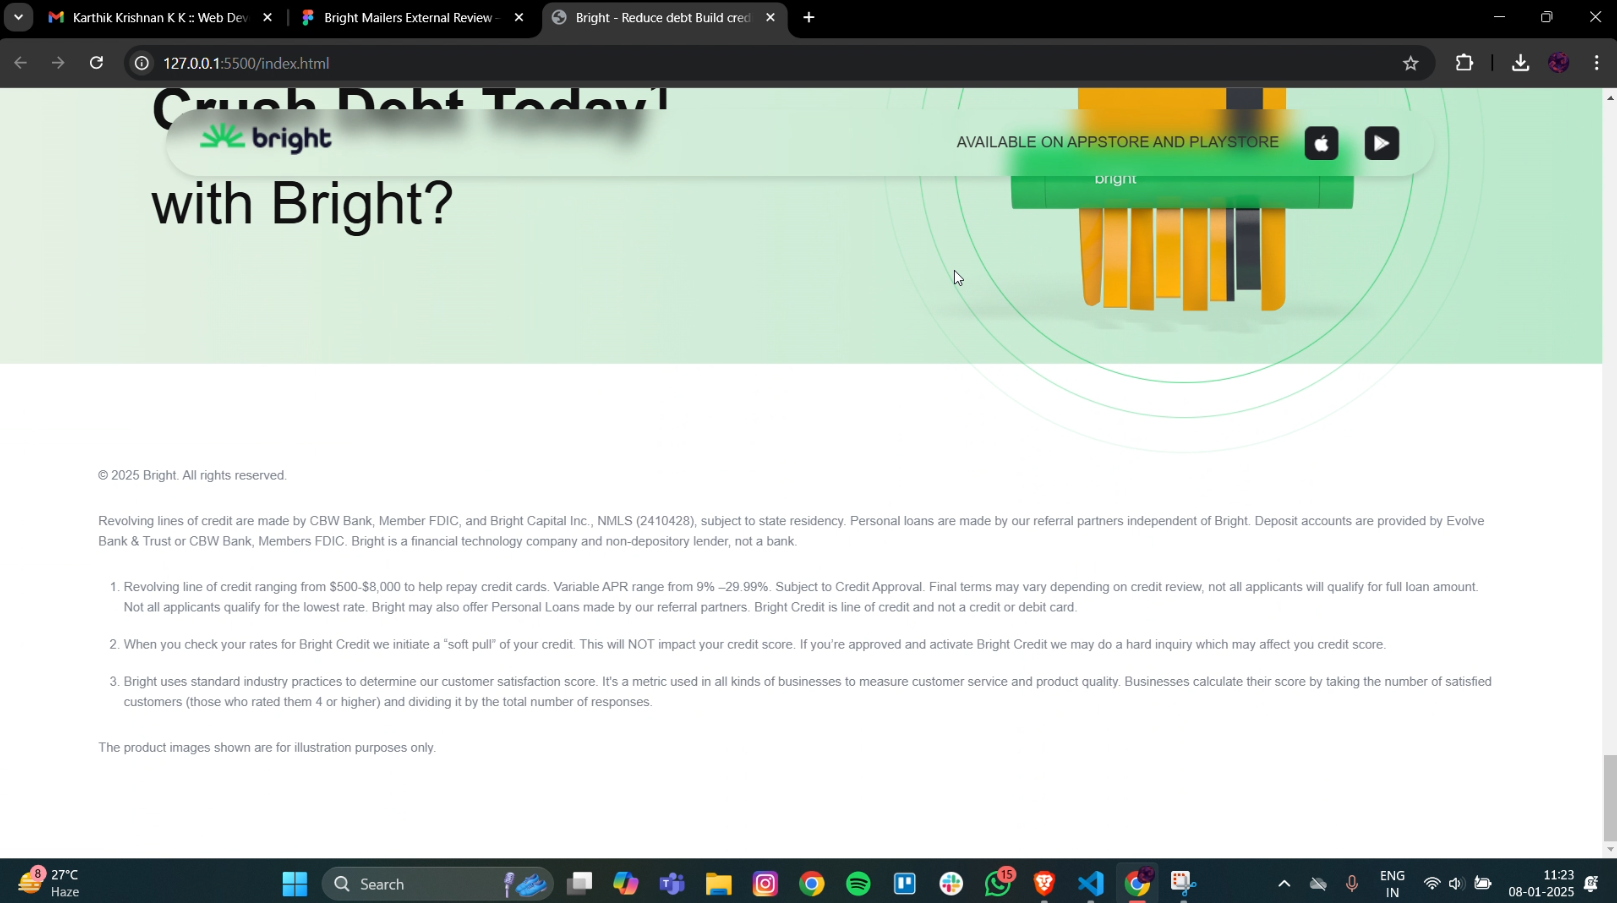 Karthik Krishnan K K :: Web Dev
Bright Mailers External Review -
Bright - Reduce debt Build cred
127.0.0.1:5500/index.html
Crush Debt Today1
bright
AVAILABLE ON APPSTORE AND PLAYSTORE
bright
with Bright?
© 2025 Bright. All rights reserved.
Revolving lines of credit are made by CBW Bank, Member FDIC, and Bright Capital Inc., NMLS (2410428), subject to state residency. Personal loans are made by our referral partners independent of Bright. Deposit accounts are provided by Evolve
Bank & Trust or CBW Bank, Members FDIC. Bright is a financial technology company and non-depository lender, not a bank.
1. Revolving line of credit ranging from $500-$8,000 to help repay credit cards. Variable APR range from 9% –29.99%. Subject to Credit Approval. Final terms may vary depending on credit review, not all applicants will qualify for full loan amount.
Not all applicants qualify for the lowest rate. Bright may also offer Personal Loans made by our referral partners. Bright Credit is line of credit and not a credit or debit card.
2. When you check your rates for Bright Credit we initiate a “soft pull” of your credit. This will NOT impact your credit score. If you’re approved and activate Bright Credit we may do a hard inquiry which may affect you credit score.
3. Bright uses standard industry practices to determine our customer satisfaction score. It’s a metric used in all kinds of businesses to measure customer service and product quality. Businesses calculate their score by taking the number of satisfied
customers (those who rated them 4 or higher) and dividing it by the total number of responses.
The product images shown are for illustration purposes only.
8
27°C
Haze
Search
15
ENG
IN
11:23
08-01-2025